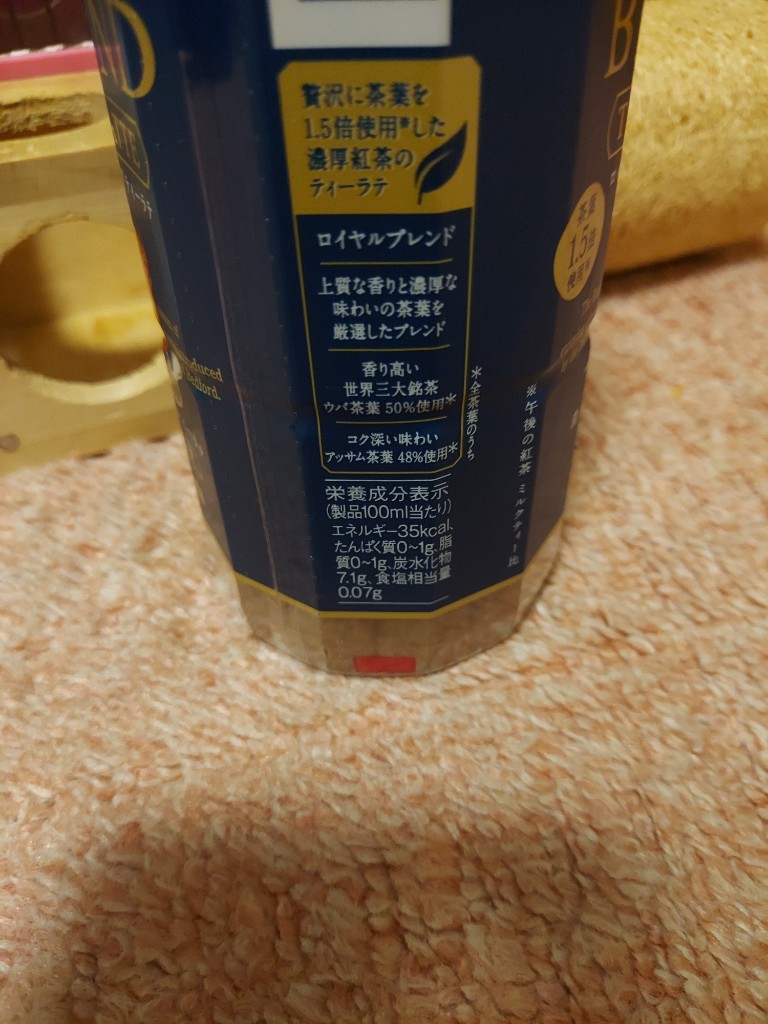 ND
ティーラテ
nduced
Bedford.
贅沢に茶葉を
1.5倍使用※した
濃厚紅茶の
ティーラテ
ロイヤルブレンド
上質な香りと濃厚な
味わいの茶葉を
厳選したブレンド
香り高い
世界三大銘茶
ウバ茶葉 50%使用*
コク深い味わい
アッサム茶葉 48%使用*
*全茶葉のうち
栄養成分表示
(製品100ml当たり)
エネルギー35kcal、
たんぱく質0~1g、脂
質0~1g、炭水化物
7.1g、食塩相当量
0.07g
※午後の紅茶 ミルクティー比
B
T
茶葉
1.5倍
使用※